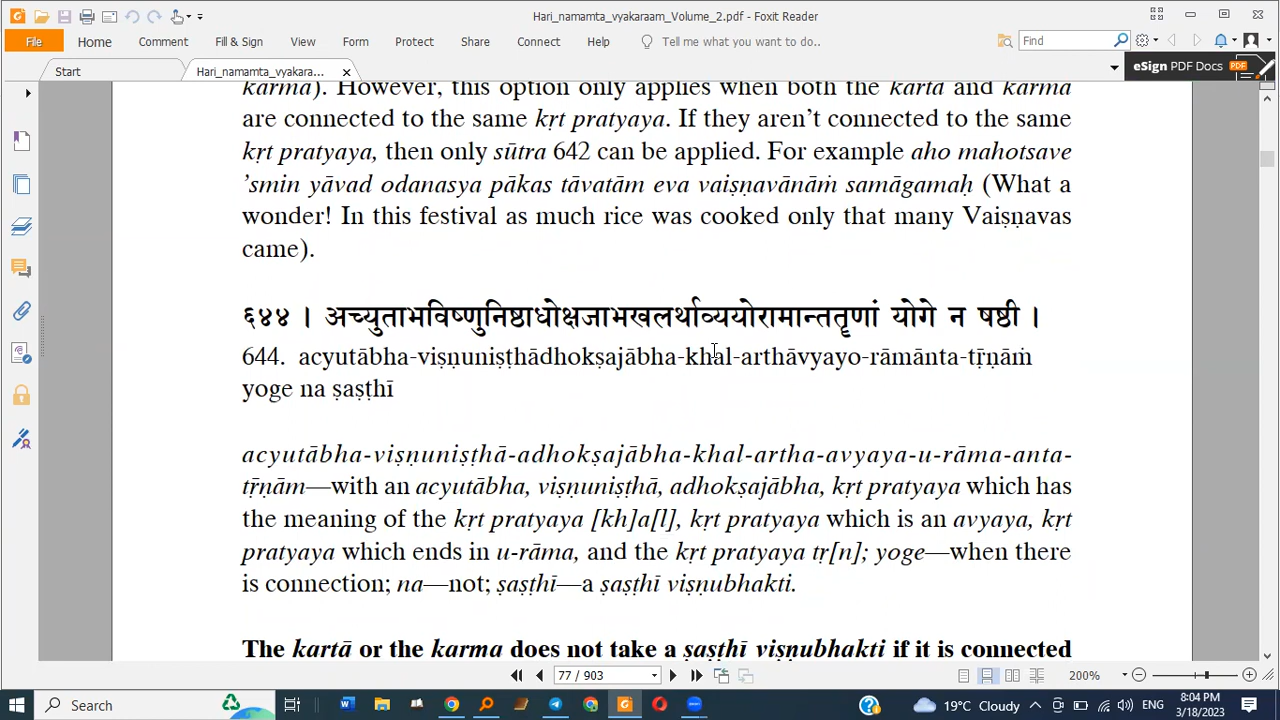 Hari_namamta_vyakaraam_Volume_2.pdf - Foxit Reader
File Home Comment Fill & Sign View Form Protect Share Connect Help Tell me what you want to do.. Find
Start Hari_namamta_vyakara... eSign PDF Docs PDF
karma). However, this option only applies when both the kartā and karma
are connected to the same kṛt pratyaya. If they aren’t connected to the same
kṛt pratyaya, then only sūtra 642 can be applied. For example aho mahotsave
’smin yāvad odanasya pākas tāvatām eva vaiṣṇavānāṁ samāgamaḥ (What a
wonder! In this festival as much rice was cooked only that many Vaiṣṇavas
came).
६४४ । अच्युताभविष्णुनिष्ठाधोक्षजाभखलर्थाव्ययोरामान्ततॄणां योगे न षष्ठी ।
644. acyutābha-viṣṇuniṣṭhādhokṣajābha-khal-arthāvyayo-rāmānta-tṝṇāṁ
yoge na ṣaṣṭhī
acyutābha-viṣṇuniṣṭhā-adhokṣajābha-khal-artha-avyaya-u-rāma-anta-
tṝṇām—with an acyutābha, viṣṇuniṣṭhā, adhokṣajābha, kṛt pratyaya which has
the meaning of the kṛt pratyaya [kh]a[l], kṛt pratyaya which is an avyaya, kṛt
pratyaya which ends in u-rāma, and the kṛt pratyaya tṛ[n]; yoge—when there
is connection; na—not; ṣaṣṭhī—a ṣaṣṭhī viṣṇubhakti.
The kartā or the karma does not take a ṣaṣṭhī viṣṇubhakti if it is connected
77 / 903 200%
Search 19°C Cloudy 8:04 PM
3/18/2023